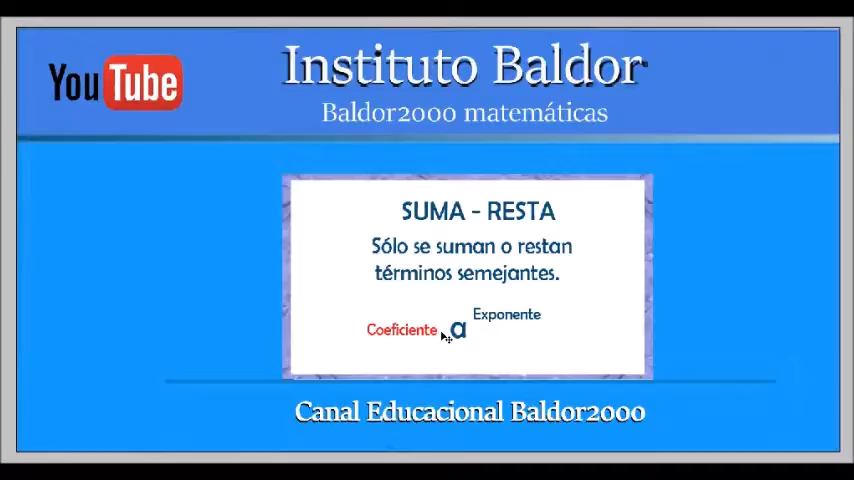 YouTube
Instituto Baldor
Baldor2000 matemáticas
SUMA - RESTA
Sólo se suman o restan
términos semejantes.
Exponente
Coeficiente a
Canal Educacional Baldor2000